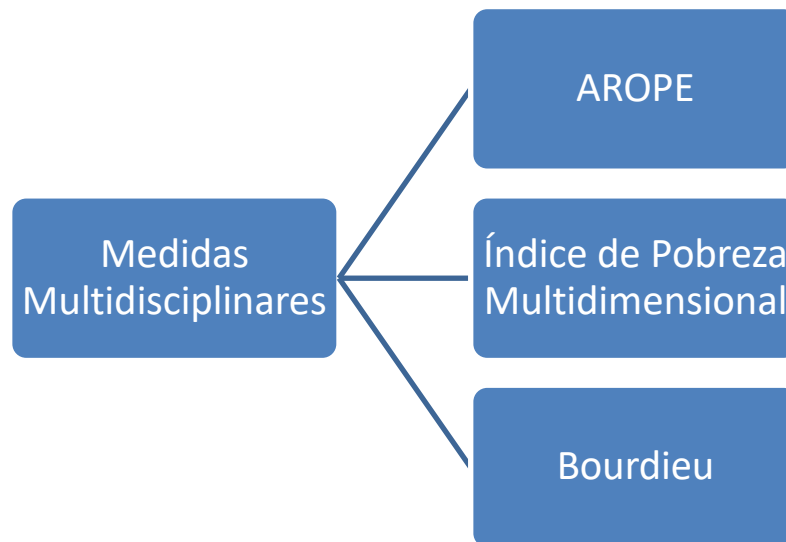 AROPE
Medidas
Multidisciplinares
Índice de Pobreza
Multidimensional
Bourdieu